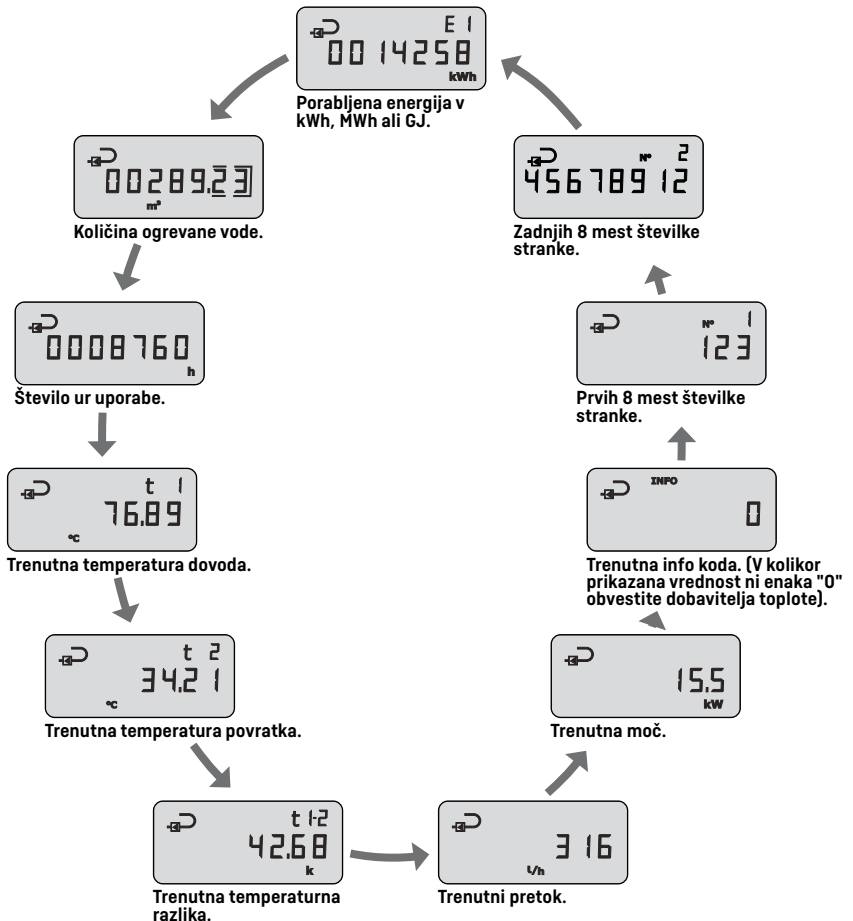 E 1
0014258
kWh
Porabljena energija v
kWh, MWh ali GJ.
00289.23
m³
Količina ogrevane vode.
0008760
h
Število ur uporabe.
t 1
76.89
°C
Trenutna temperatura dovoda.
t 2
34.21
°C
Trenutna temperatura povratka.
t1-2
42.68
k
Trenutna temperaturna
razlika.
316
l/h
Trenutni pretok.
15.5
kW
Trenutna moč.
INFO
0
Trenutna info koda. (V kolikor
prikazana vrednost ni enaka "0"
obvestite dobavitelja toplote).
N° 1
123
Prvih 8 mest številke
stranke.
N° 2
45678912
Zadnjih 8 mest številke
stranke.